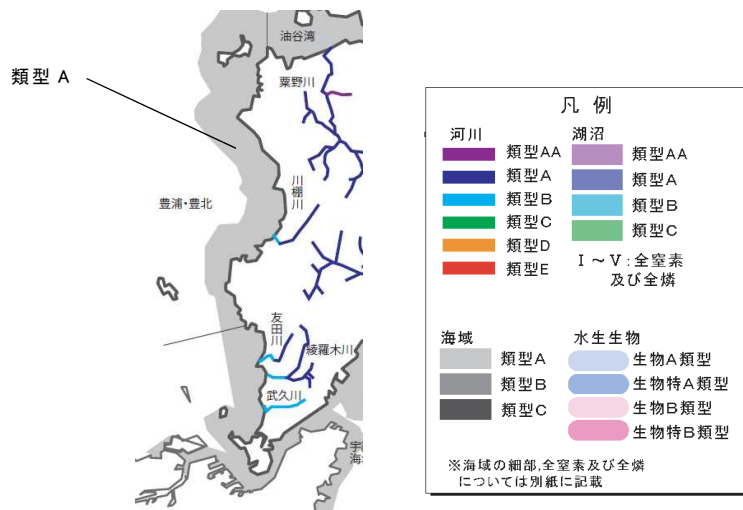 油谷湾
類型 A
粟野川
川棚川
豊浦・豊北
友田川
綾羅木川
武久川
凡 例
河川
類型AA
類型A
類型B
類型C
類型D
類型E
湖沼
類型AA
類型A
類型B
類型C
I ～ V：全窒素
及び全燐
海域
類型A
類型B
類型C
水生生物
生物A類型
生物特A類型
生物B類型
生物特B類型
※海域の細部,全窒素及び全燐
については別紙に記載